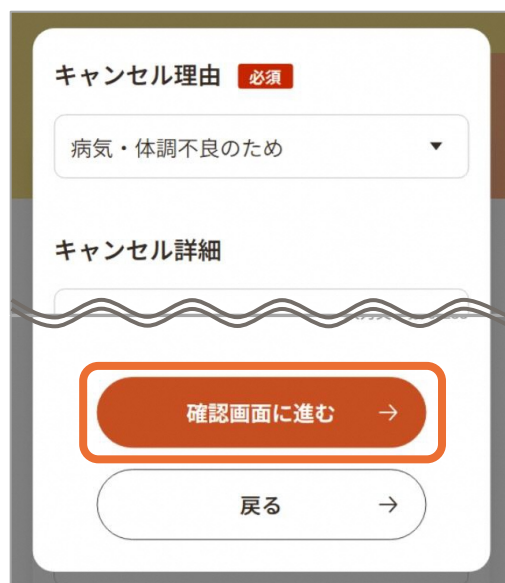 キャンセル理由 必須
病気・体調不良のため
キャンセル詳細
確認画面に進む
戻る